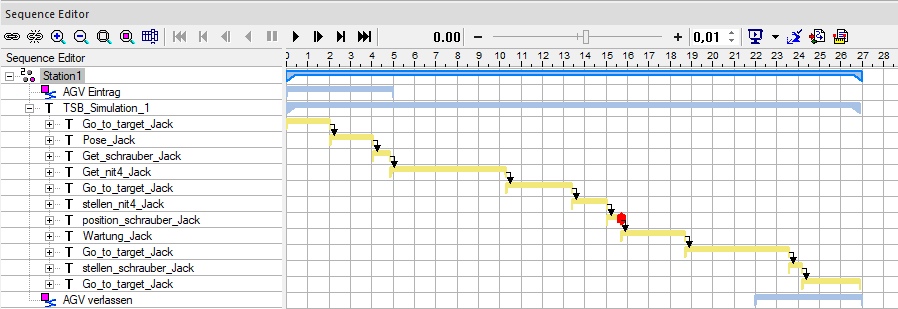 Sequence Editor
0.00 0,01
Sequence Editor 0 1 2 3 4 5 6 7 8 9 10 11 12 13 14 15 16 17 18 19 20 21 22 23 24 25 26 27 28
Station1
AGV Eintrag
TSB_Simulation_1
Go_to_target_Jack
Pose_Jack
Get_schrauber_Jack
Get_nit4_Jack
Go_to_target_Jack
stellen_nit4_Jack
position_schrauber_Jack
Wartung_Jack
Go_to_target_Jack
stellen_schrauber_Jack
Go_to_target_Jack
AGV verlassen